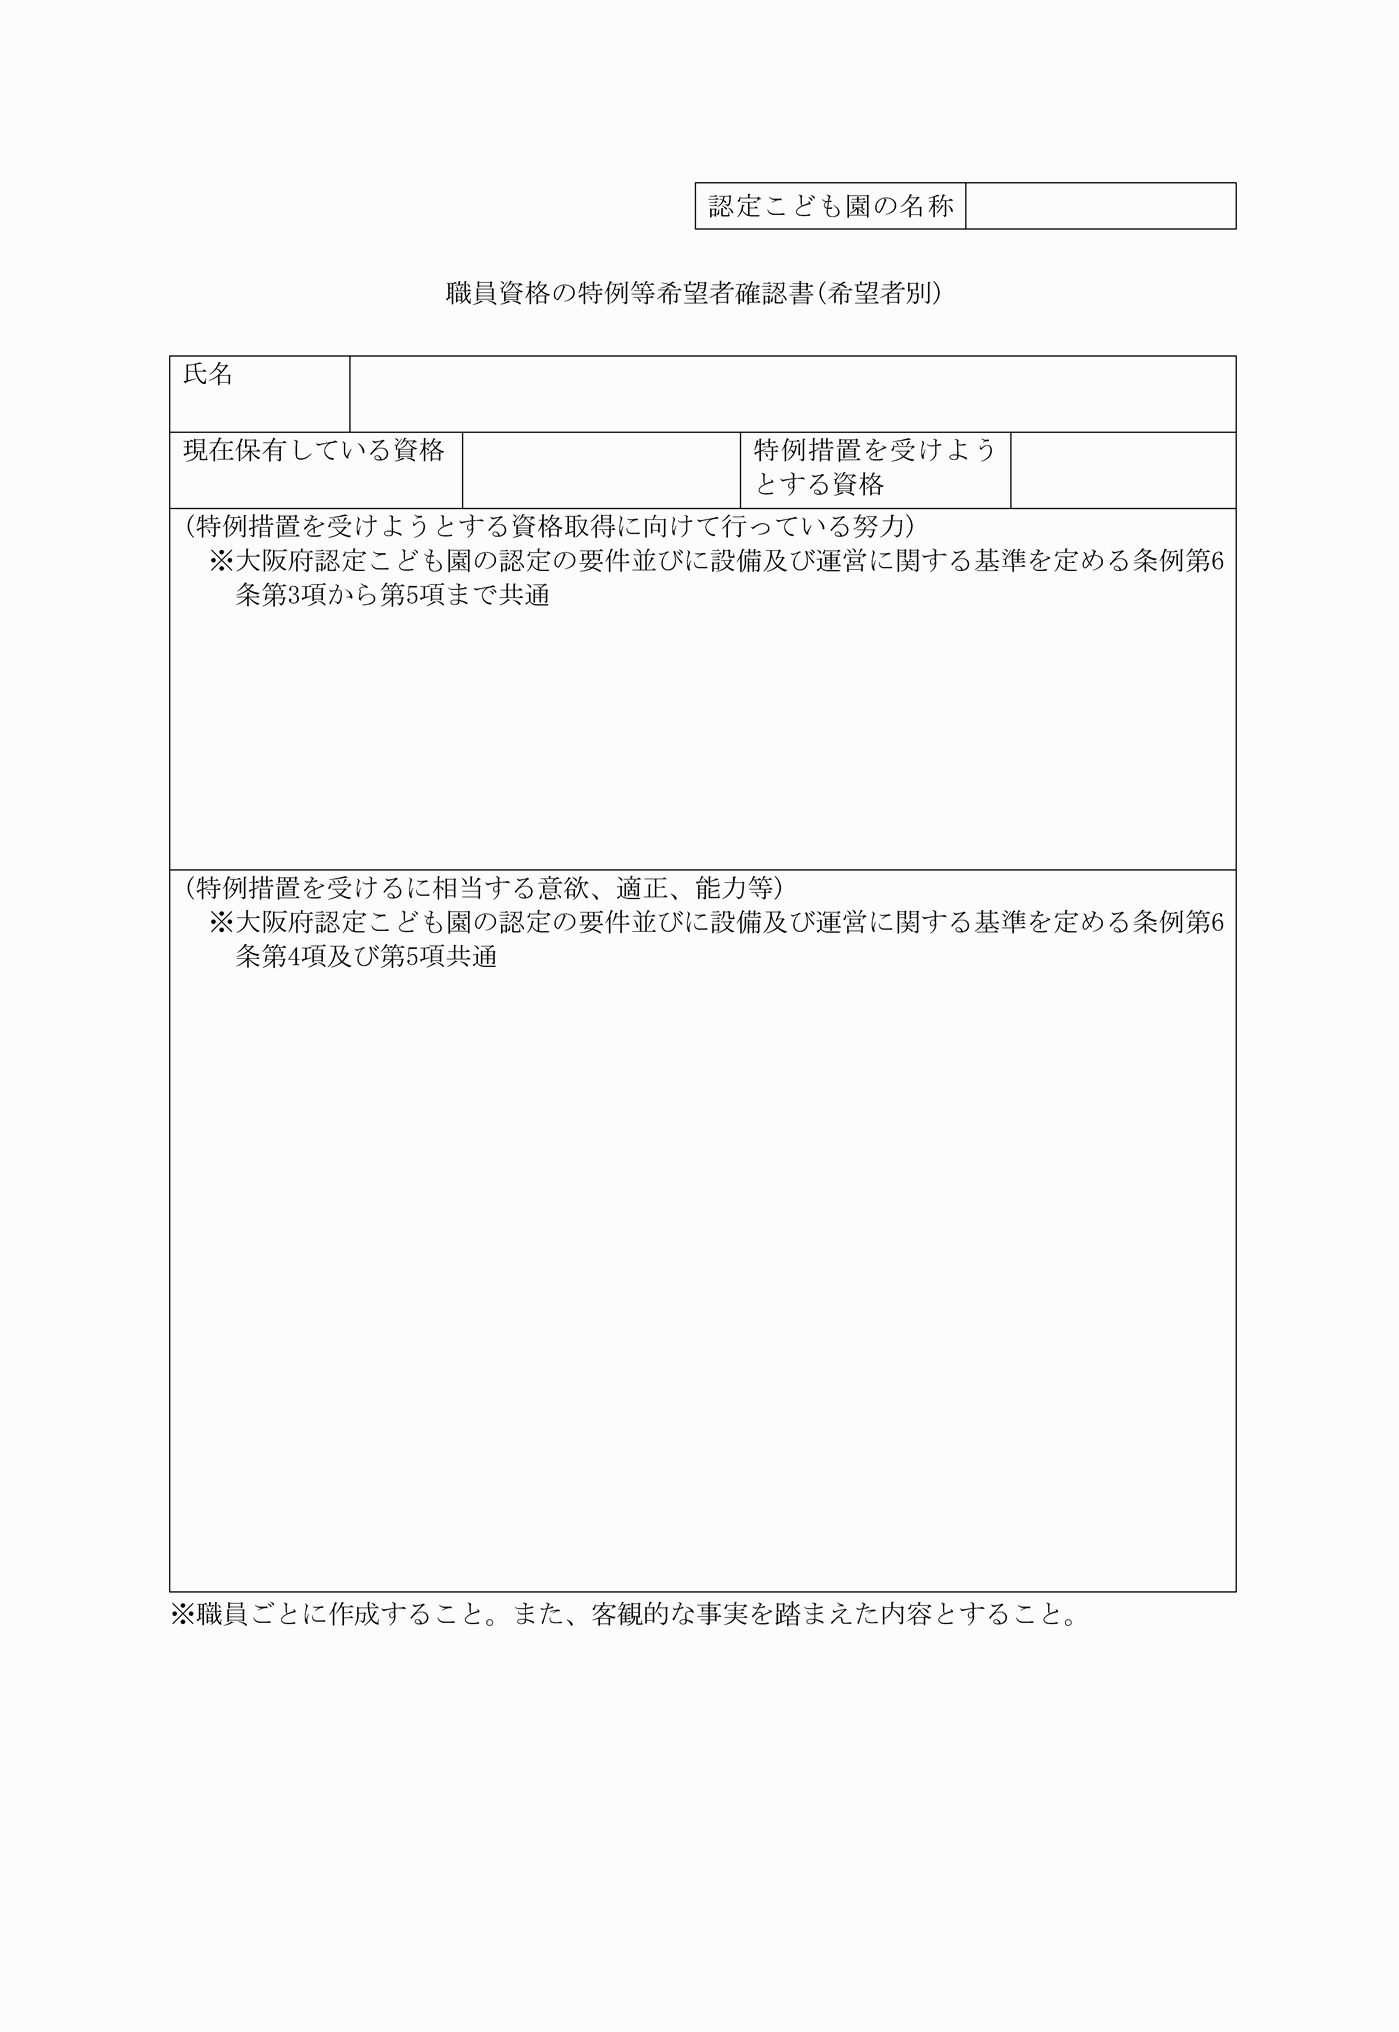 認定こども園の名称
職員資格の特例等希望者確認書(希望者別)
氏名
現在保有している資格
特例措置を受けよう
とする資格
(特例措置を受けようとする資格取得に向けて行っている努力)
※大阪府認定こども園の認定の要件並びに設備及び運営に関する基準を定める条例第6
条第3項から第5項まで共通
(特例措置を受けるに相当する意欲、適正、能力等)
※大阪府認定こども園の認定の要件並びに設備及び運営に関する基準を定める条例第6
条第4項及び第5項共通
※職員ごとに作成すること。また、客観的な事実を踏まえた内容とすること。